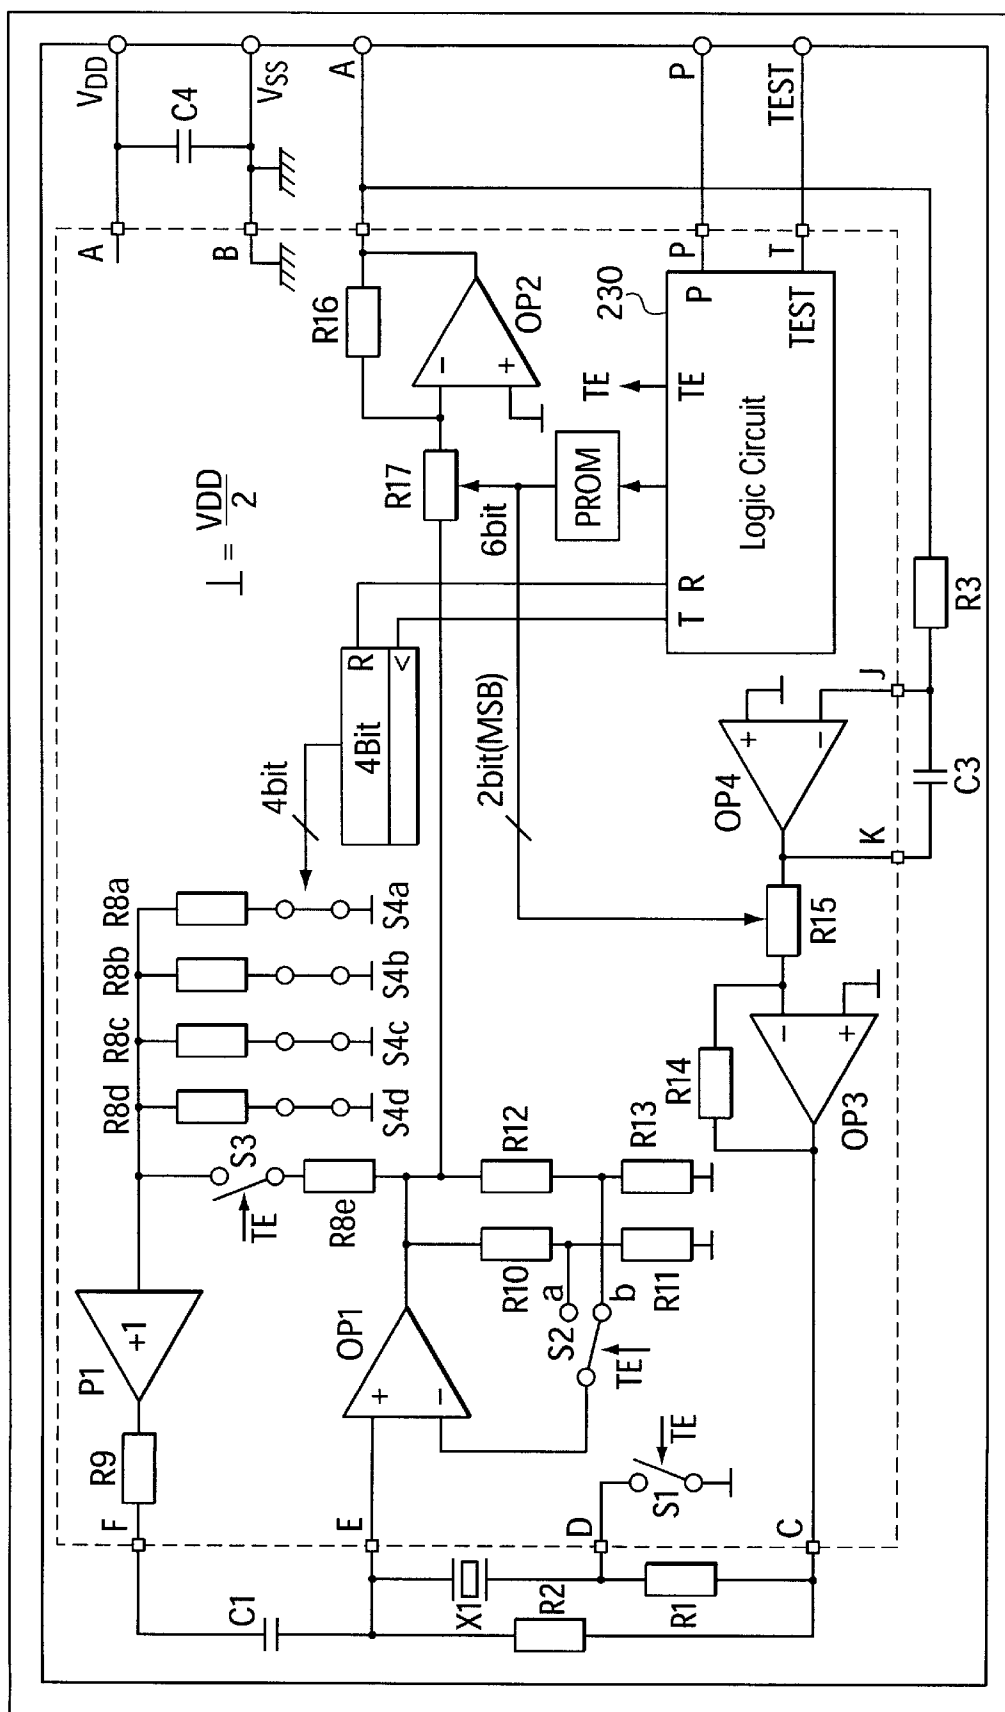 VDD
VSS
A
P
TEST
C4
A
B
P
T
R16
OP2
230
P
TEST
TE
TE
Logic Circuit
PROM
R17
6bit
⊥ = VDD
2
T R
R
<
4Bit
4bit
2bit(MSB)
R3
J
OP4
+
−
C3
K
R15
R8a
R8b
R8c
R8d
S4a
S4b
S4c
S4d
S3
TE
R8e
R12
R13
R10
R11
R14
OP3
−
+
−
+
P1
+1
OP1
+
−
S2
a
b
TE
R9
S1
TE
F
E
D
C
C1
X1
R2
R1